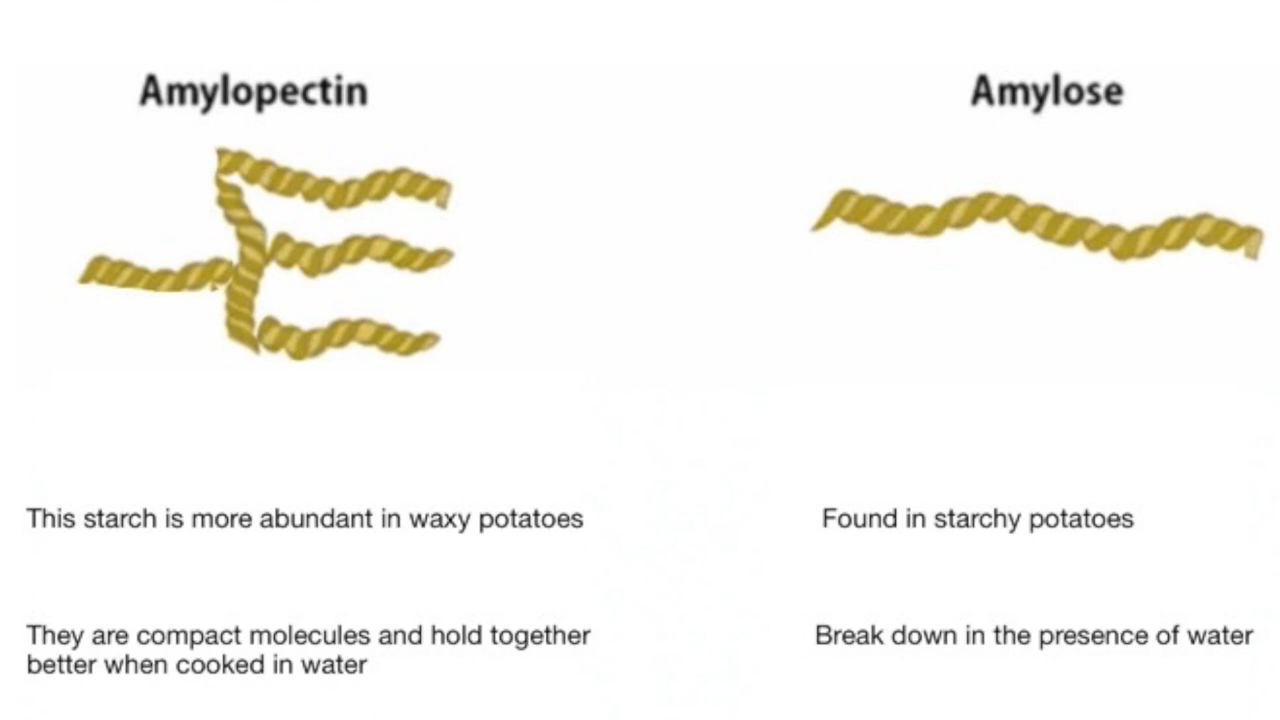 Amylopectin
Amylose
This starch is more abundant in waxy potatoes
Found in starchy potatoes
They are compact molecules and hold together
better when cooked in water
Break down in the presence of water